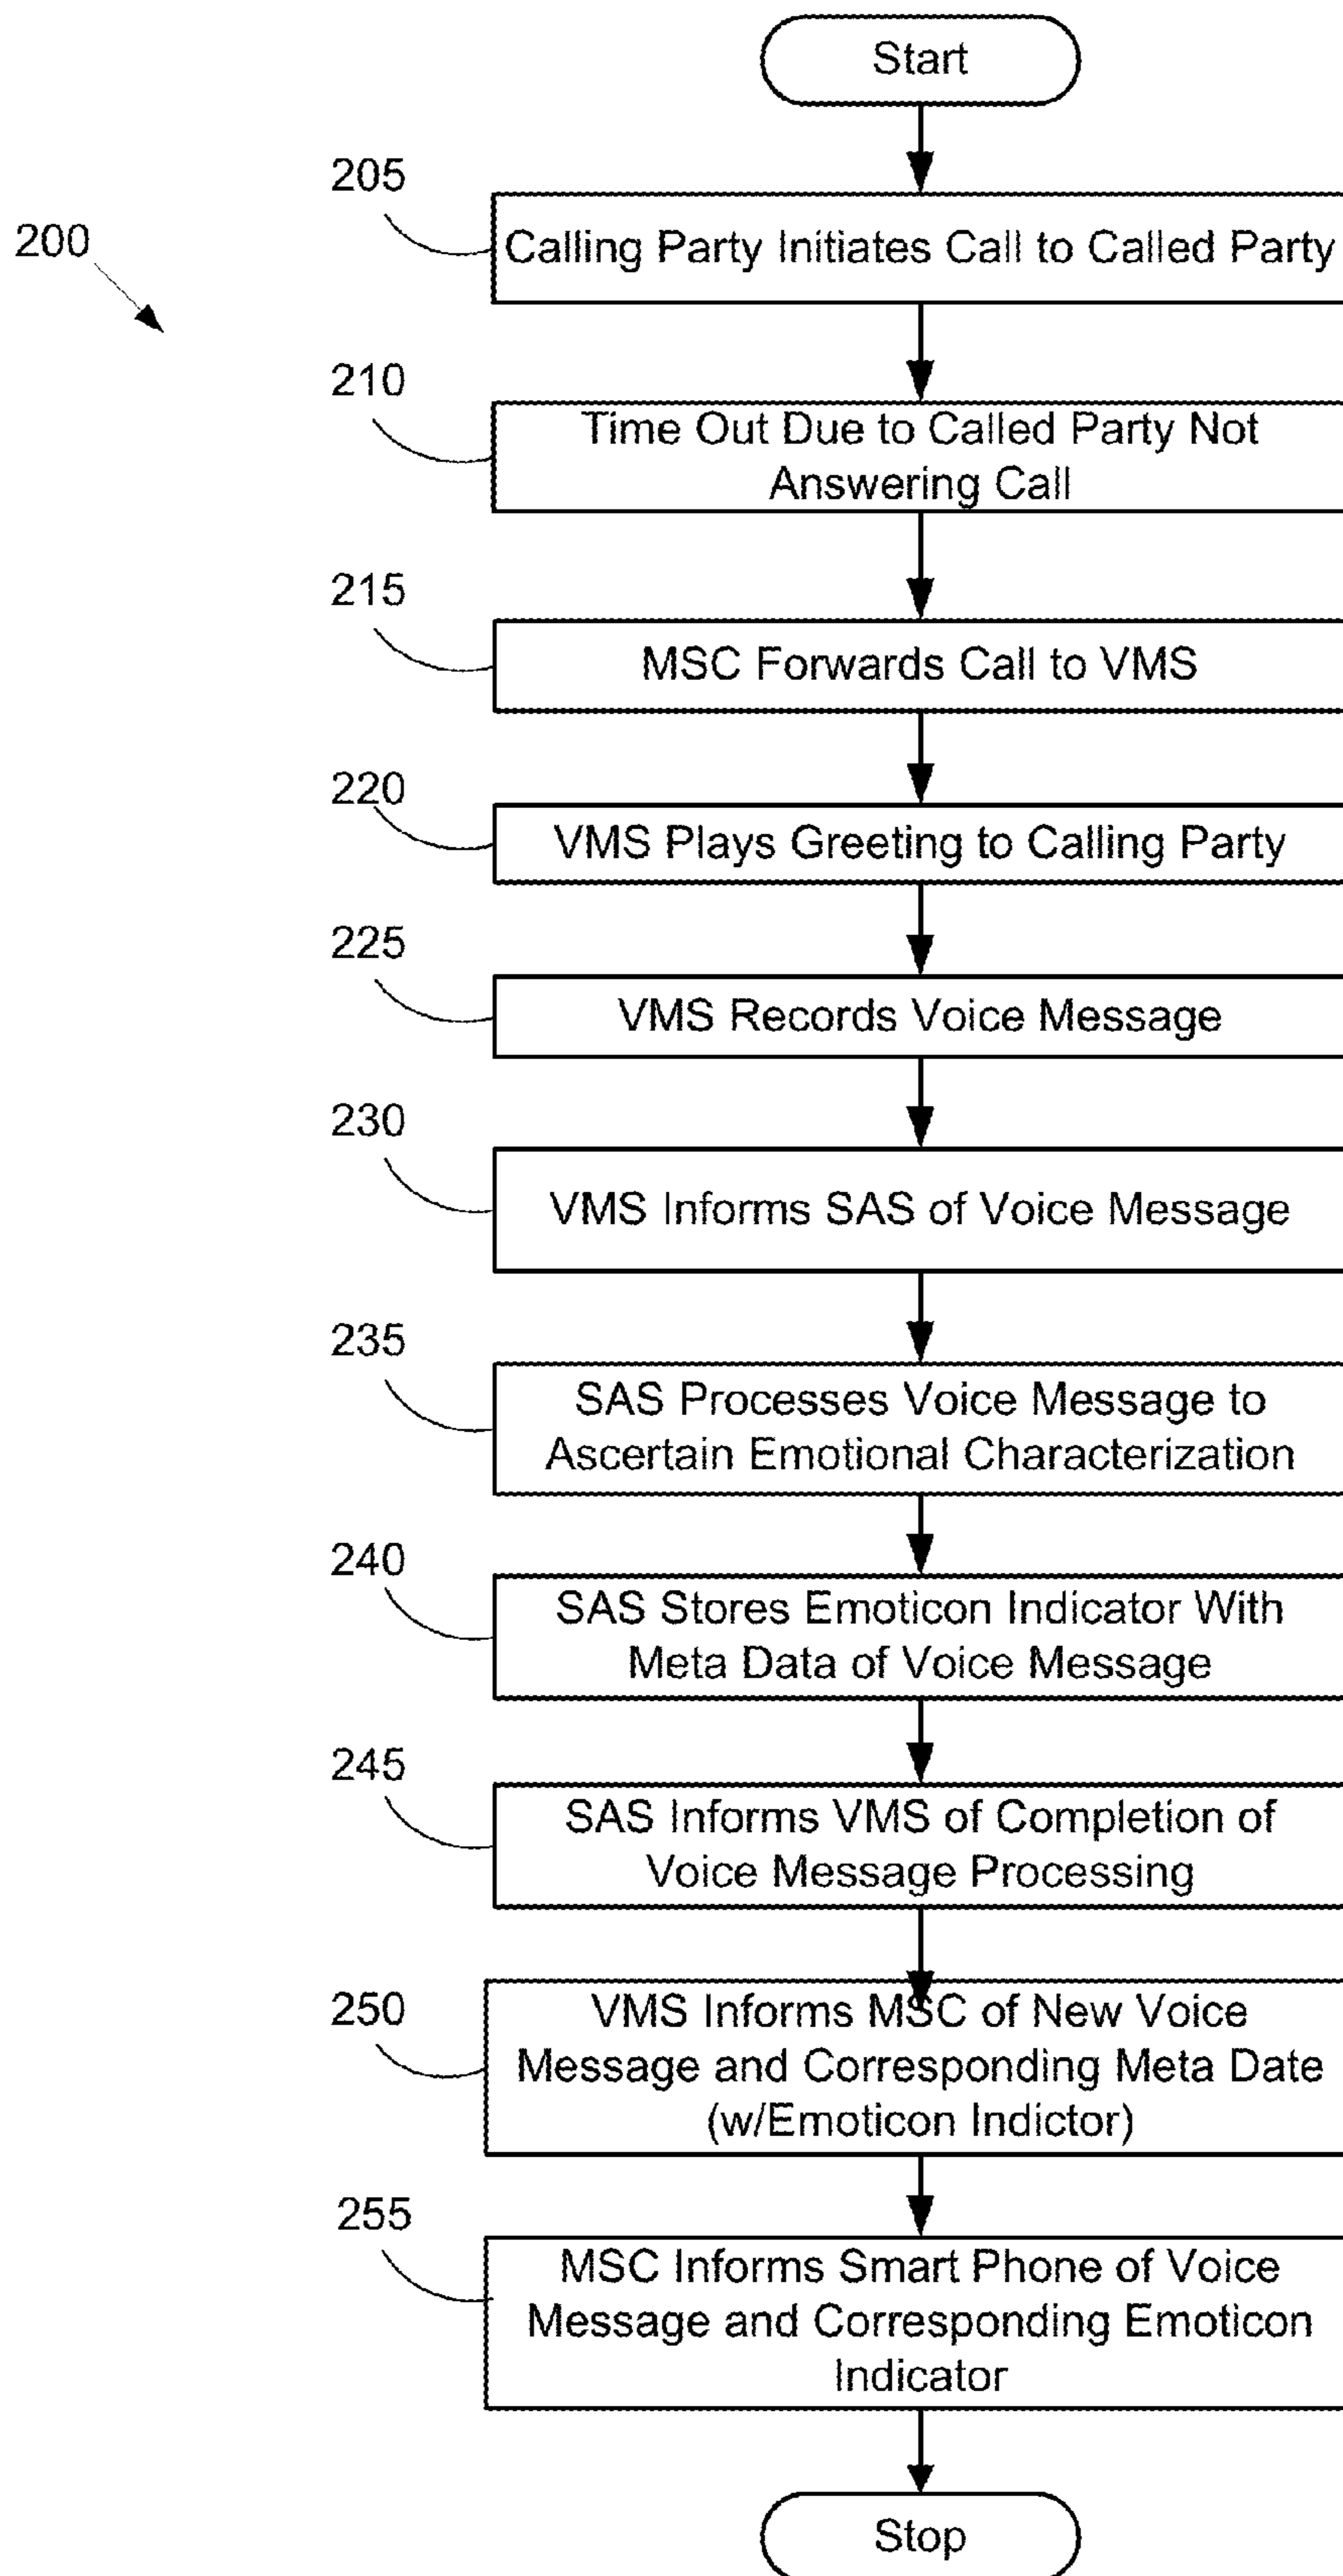 Start
205
200
Calling Party Initiates Call to Called Party
210
Time Out Due to Called Party Not
Answering Call
215
MSC Forwards Call to VMS
220
VMS Plays Greeting to Calling Party
225
VMS Records Voice Message
230
VMS Informs SAS of Voice Message
235
SAS Processes Voice Message to
Ascertain Emotional Characterization
240
SAS Stores Emoticon Indicator With
Meta Data of Voice Message
245
SAS Informs VMS of Completion of
Voice Message Processing
250
VMS Informs MSC of New Voice
Message and Corresponding Meta Date
(w/Emoticon Indictor)
255
MSC Informs Smart Phone of Voice
Message and Corresponding Emoticon
Indicator
Stop